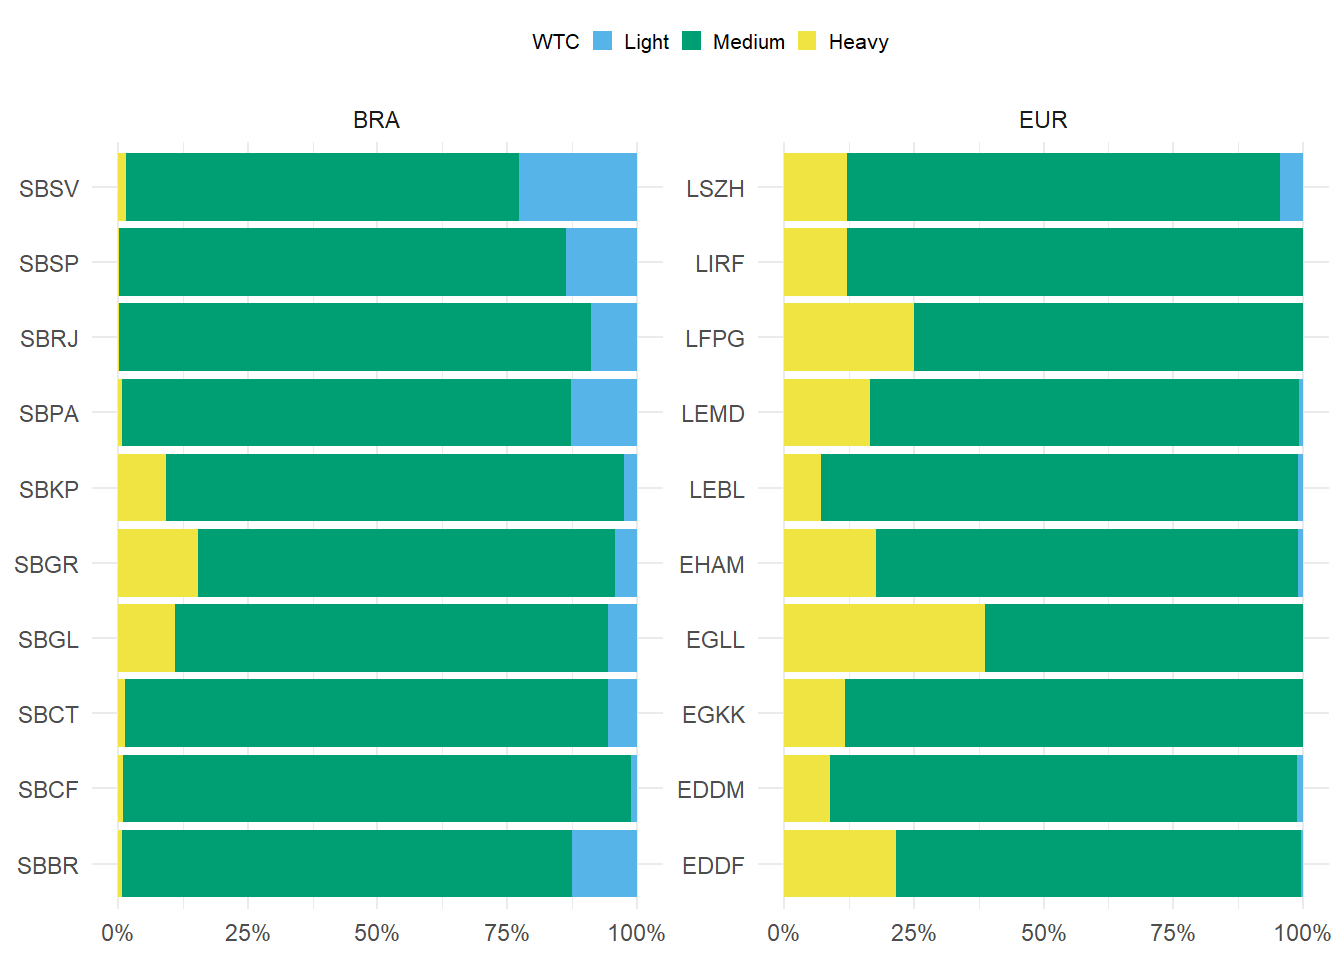 WTC Light Medium Heavy
BRA
EUR
SBSV
SBSP
SBRJ
SBPA
SBKP
SBGR
SBGL
SBCT
SBCF
SBBR
0% 25% 50% 75% 100%
LSZH
LIRF
LFPG
LEMD
LEBL
EHAM
EGLL
EGKK
EDDM
EDDF
0% 25% 50% 75% 100%